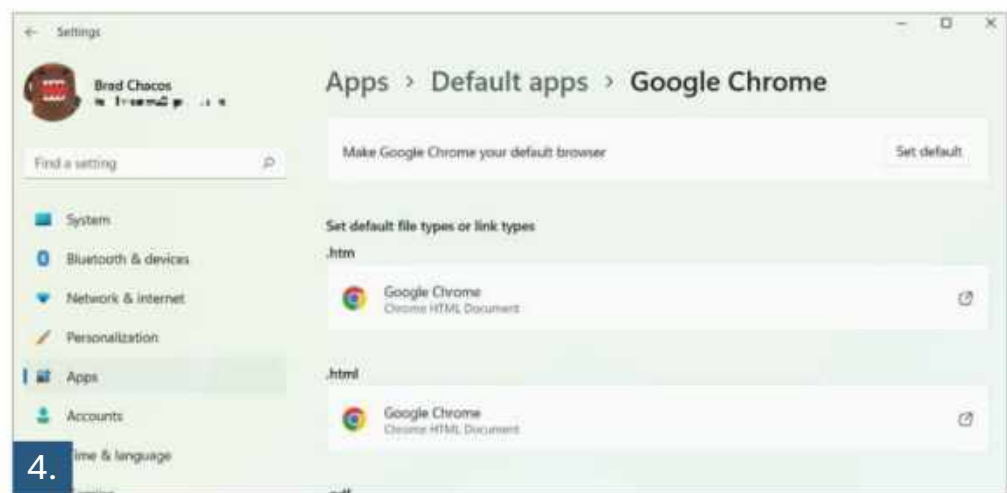 Settings
Brad Chacos
Apps > Default apps > Google Chrome
Find a setting
Make Google Chrome your default browser
Set default
System
Bluetooth & devices
Network & internet
Personalization
Apps
Accounts
Time & language
Set default file types or link types
.htm
Google Chrome
Chrome HTML Document
.html
Google Chrome
Chrome HTML Document
4.